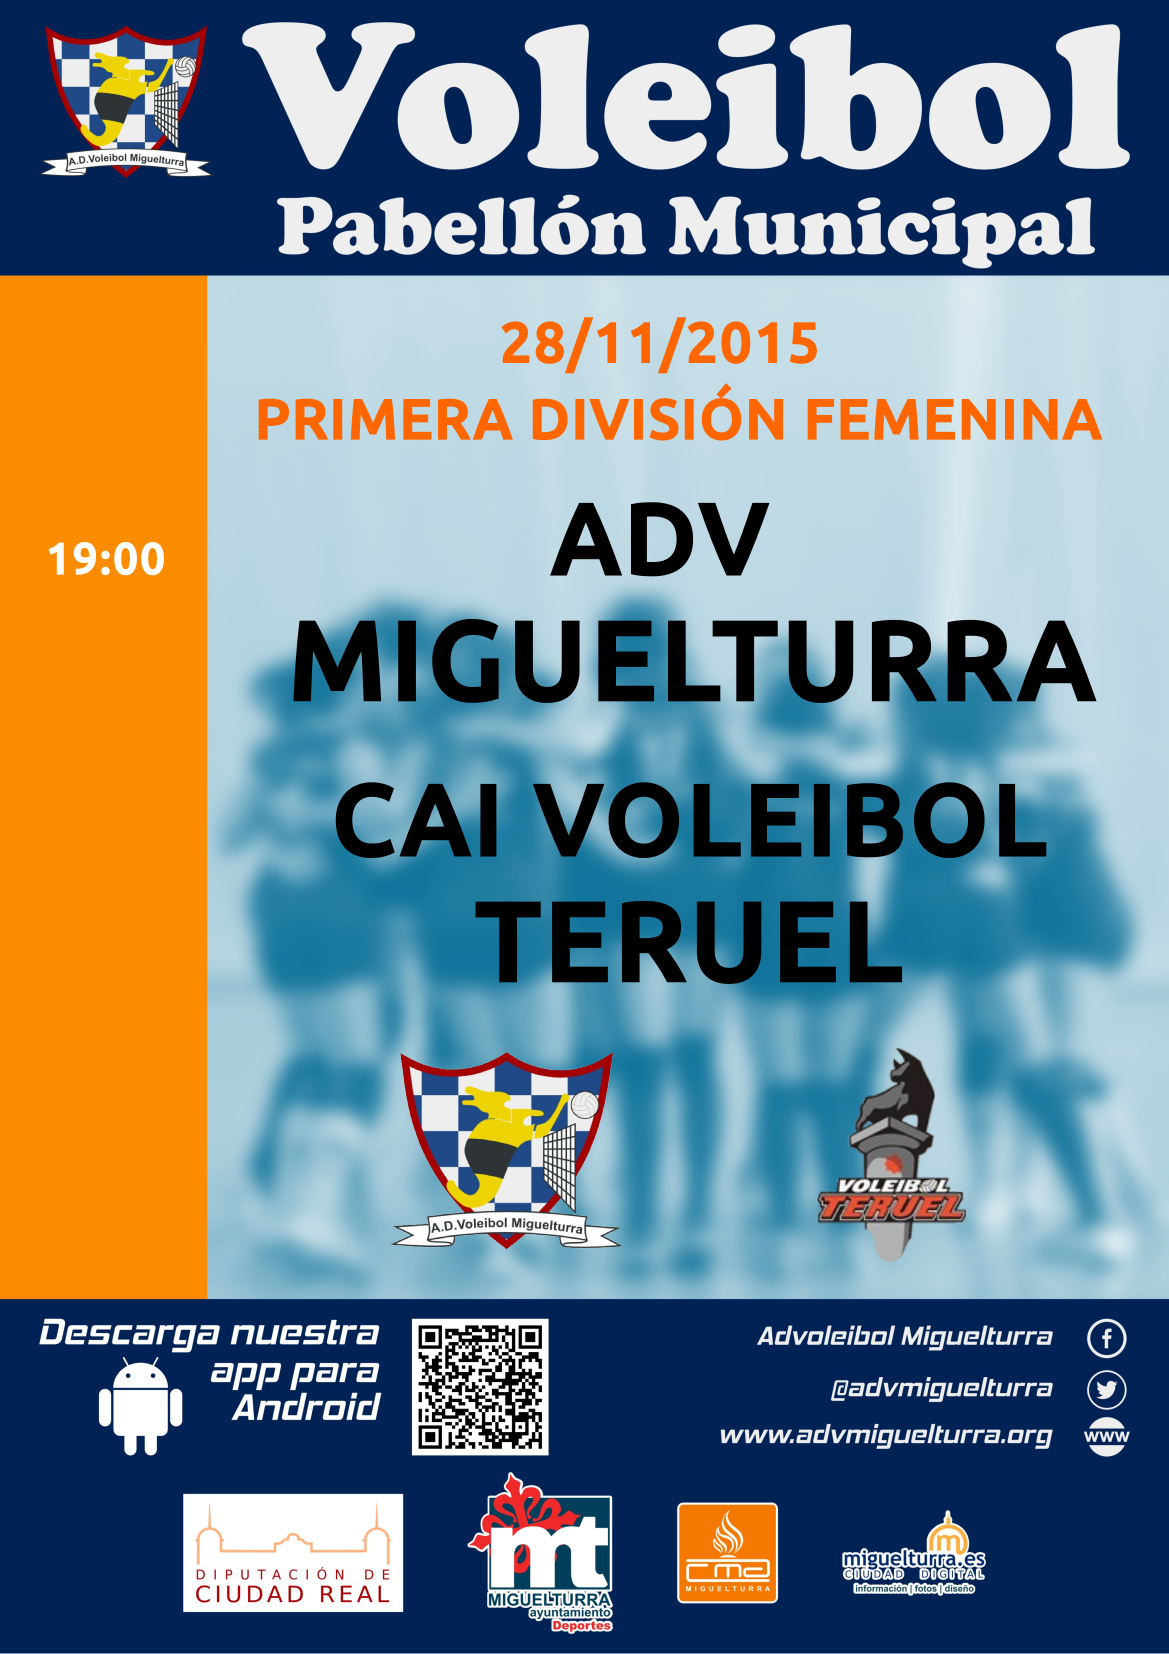 A.D.Voleibol Miguelturra
Voleibol
Pabellón Municipal
28/11/2015
PRIMERA DIVISIÓN FEMENINA
19:00
ADV
MIGUELTURRA
CAI VOLEIBOL
TERUEL
A.D.Voleibol Miguelturra
VOLEIBOL
TERUEL
Descarga nuestra
app para
Android
Advoleibol Miguelturra
@advmiguelturra
www.advmiguelturra.org
WWW
DIPUTACIÓN DE
CIUDAD REAL
mt
MIGUELTURRA
ayuntamiento
Deportes
cmd
MIGUELTURRA
m
miguelturra.es
CIUDAD DIGITAL
información | fotos | diseño